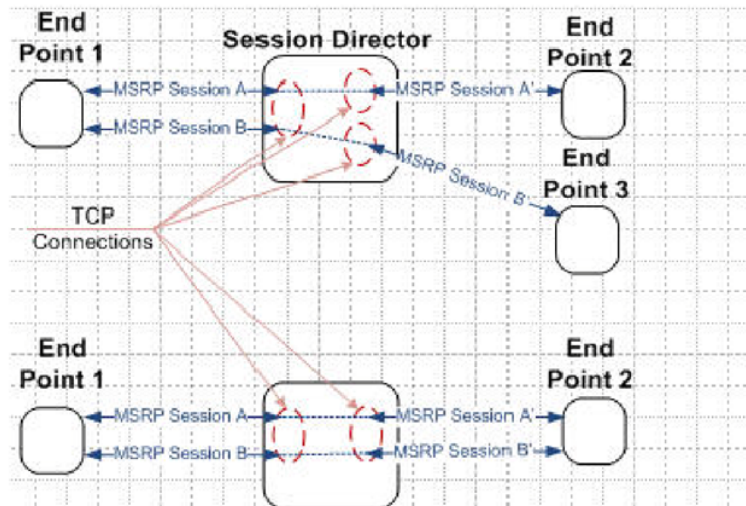 End
Point 1
Session Director
End
Point 2
MSRP Session A
MSRP Session A'
MSRP Session B
MSRP Session B'
End
Point 3
TCP
Connections
End
Point 1
End
Point 2
MSRP Session A
MSRP Session A'
MSRP Session B
MSRP Session B'